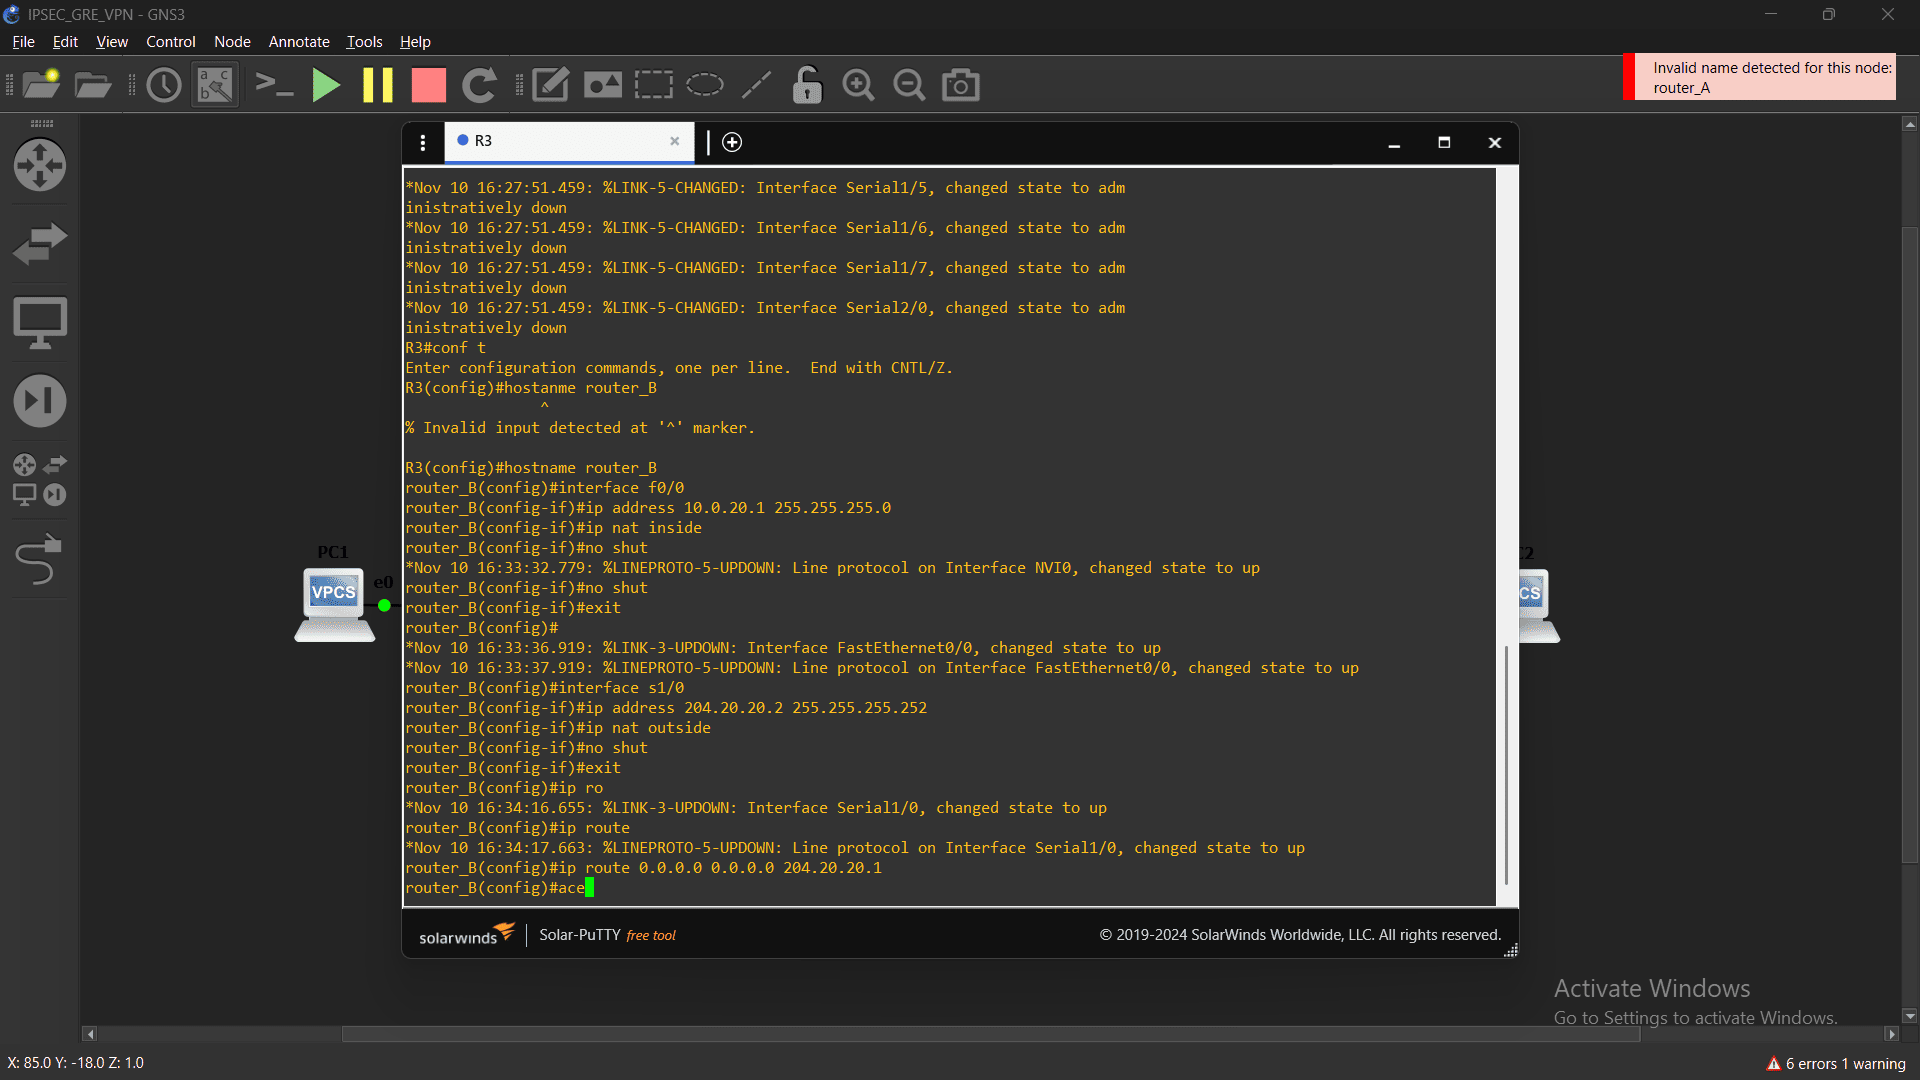 IPSEC_GRE_VPN - GNS3
File Edit View Control Node Annotate Tools Help
Invalid name detected for this node:
router_A
R3
*Nov 10 16:27:51.459: %LINK-5-CHANGED: Interface Serial1/5, changed state to adm
inistratively down
*Nov 10 16:27:51.459: %LINK-5-CHANGED: Interface Serial1/6, changed state to adm
inistratively down
*Nov 10 16:27:51.459: %LINK-5-CHANGED: Interface Serial1/7, changed state to adm
inistratively down
*Nov 10 16:27:51.459: %LINK-5-CHANGED: Interface Serial2/0, changed state to adm
inistratively down
R3#conf t
Enter configuration commands, one per line.  End with CNTL/Z.
R3(config)#hostanme router_B
^
% Invalid input detected at '^' marker.
R3(config)#hostname router_B
router_B(config)#interface f0/0
router_B(config-if)#ip address 10.0.20.1 255.255.255.0
router_B(config-if)#ip nat inside
router_B(config-if)#no shut
*Nov 10 16:33:32.779: %LINEPROTO-5-UPDOWN: Line protocol on Interface NVI0, changed state to up
router_B(config-if)#no shut
router_B(config-if)#exit
router_B(config)#
*Nov 10 16:33:36.919: %LINK-3-UPDOWN: Interface FastEthernet0/0, changed state to up
*Nov 10 16:33:37.919: %LINEPROTO-5-UPDOWN: Line protocol on Interface FastEthernet0/0, changed state to up
router_B(config)#interface s1/0
router_B(config-if)#ip address 204.20.20.2 255.255.255.252
router_B(config-if)#ip nat outside
router_B(config-if)#no shut
router_B(config-if)#exit
router_B(config)#ip ro
*Nov 10 16:34:16.655: %LINK-3-UPDOWN: Interface Serial1/0, changed state to up
router_B(config)#ip route
*Nov 10 16:34:17.663: %LINEPROTO-5-UPDOWN: Line protocol on Interface Serial1/0, changed state to up
router_B(config)#ip route 0.0.0.0 0.0.0.0 204.20.20.1
router_B(config)#ace
PC1
VPCS
e0
:2
CS
solarwinds Solar-PuTTY free tool
© 2019-2024 SolarWinds Worldwide, LLC. All rights reserved.
Activate Windows
Go to Settings to activate Windows.
X: 85.0 Y: -18.0 Z: 1.0
6 errors 1 warning